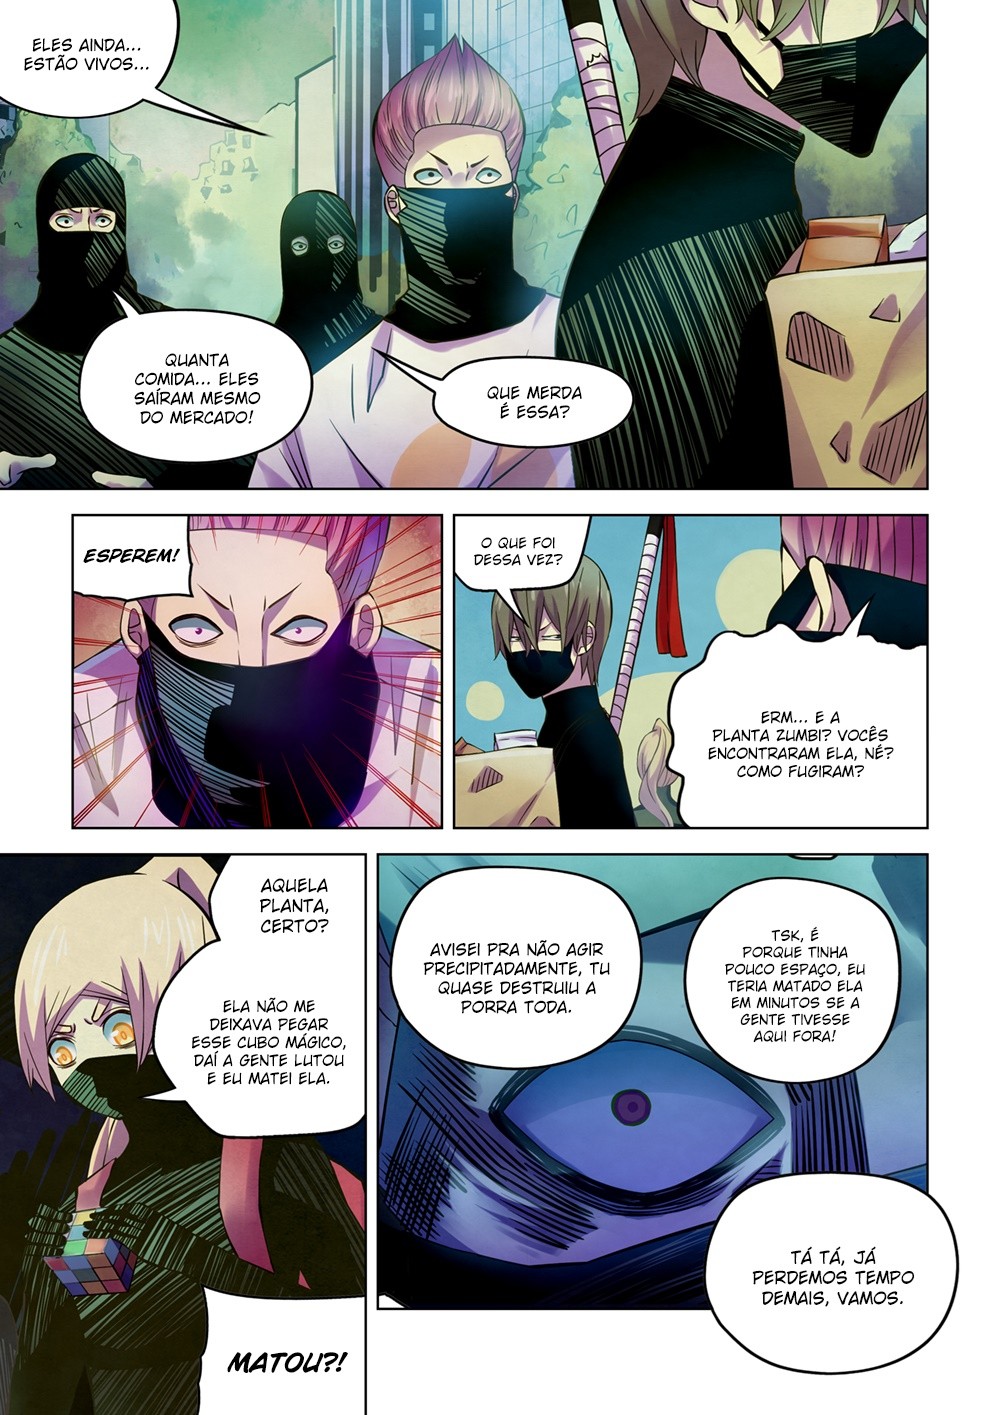 ELES AINDA...
ESTÃO VIVOS...
QUANTA
COMIDA... ELES
SAÍRAM MESMO
DO MERCADO!
QUE MERDA
É ESSA?
ESPEREM!
O QUE FOI
DESSA VEZ?
ERM... E A
PLANTA ZUMBI? VOCÊS
ENCONTRARAM ELA, NÉ?
COMO FUGIRAM?
AQUELA
PLANTA,
CERTO?
ELA NÃO ME
DEIXAVA PEGAR
ESSE CUBO MÁGICO,
DAÍ A GENTE LUTOU
E EU MATEI ELA.
MATOU?!
AVISEI PRA NÃO AGIR
PRECIPITADAMENTE, TU
QUASE DESTRUIU A
PORRA TODA.
TSK, É
PORQUE TINHA
POUCO ESPAÇO, EU
TERIA MATADO ELA
EM MINUTOS SE A
GENTE TIVESSE
AQUI FORA!
TÁ TÁ, JÁ
PERDEMOS TEMPO
DEMAIS, VAMOS.